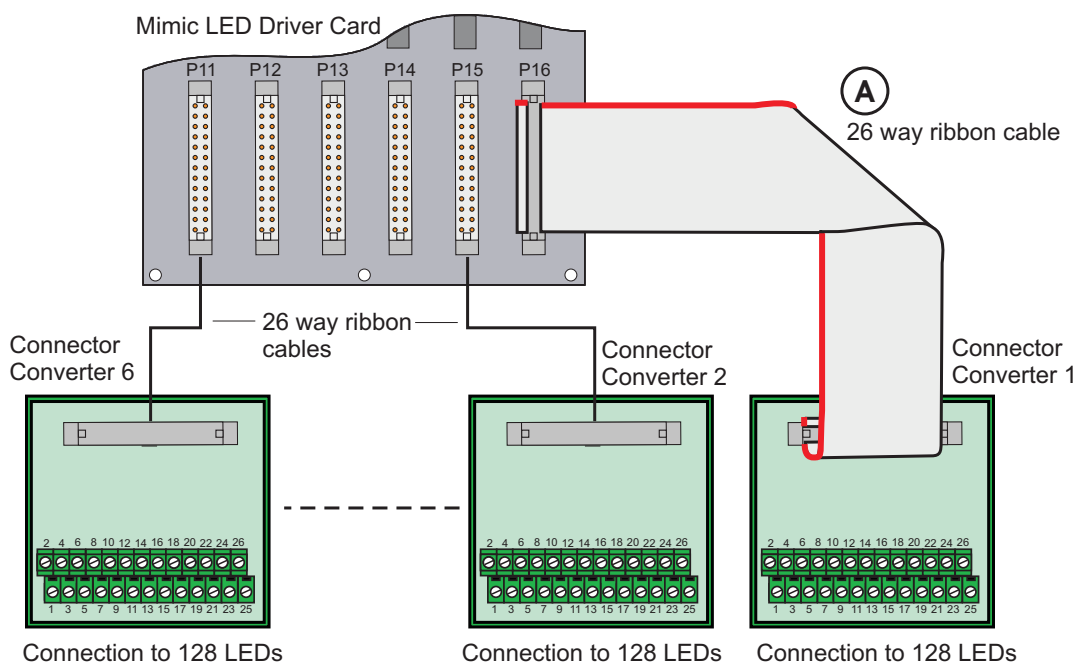 Mimic LED Driver Card
P11 P12 P13 P14 P15 P16
A
26 way ribbon cable
26 way ribbon
cables
Connector
Converter 6
Connector
Converter 2
Connector
Converter 1
2 4 6 8 10 12 14 16 18 20 22 24 26
1 3 5 7 9 11 13 15 17 19 21 23 25
2 4 6 8 10 12 14 16 18 20 22 24 26
1 3 5 7 9 11 13 15 17 19 21 23 25
2 4 6 8 10 12 14 16 18 20 22 24 26
1 3 5 7 9 11 13 15 17 19 21 23 25
Connection to 128 LEDs
Connection to 128 LEDs
Connection to 128 LEDs